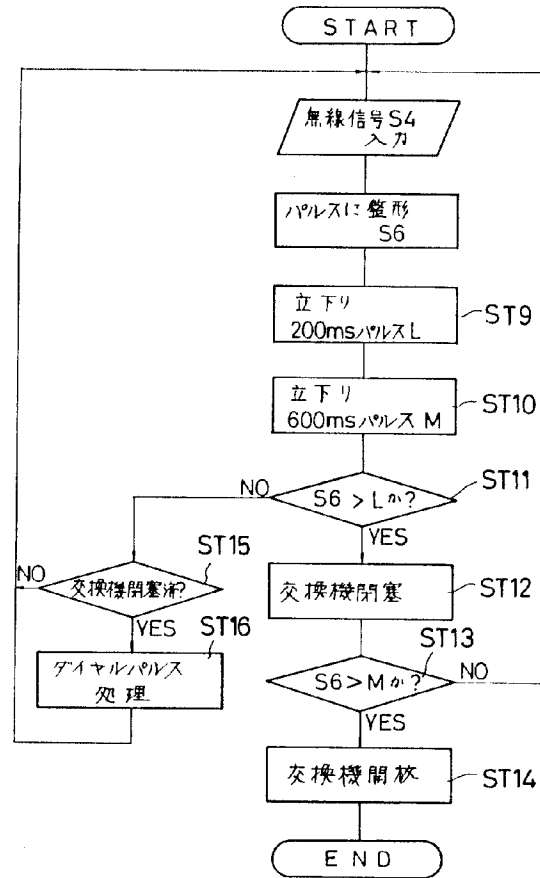 START
無線信号S4
入力
パルスに整形
S6
立下り
200msパルスL
ST9
立下り
600msパルスM
ST10
S6>Lか?
ST11
NO
YES
交換機閉塞済?
ST15
NO
YES
ダイヤルパルス
処理
ST16
交換機閉塞
ST12
S6>Mか?
ST13
NO
YES
交換機開放
ST14
END